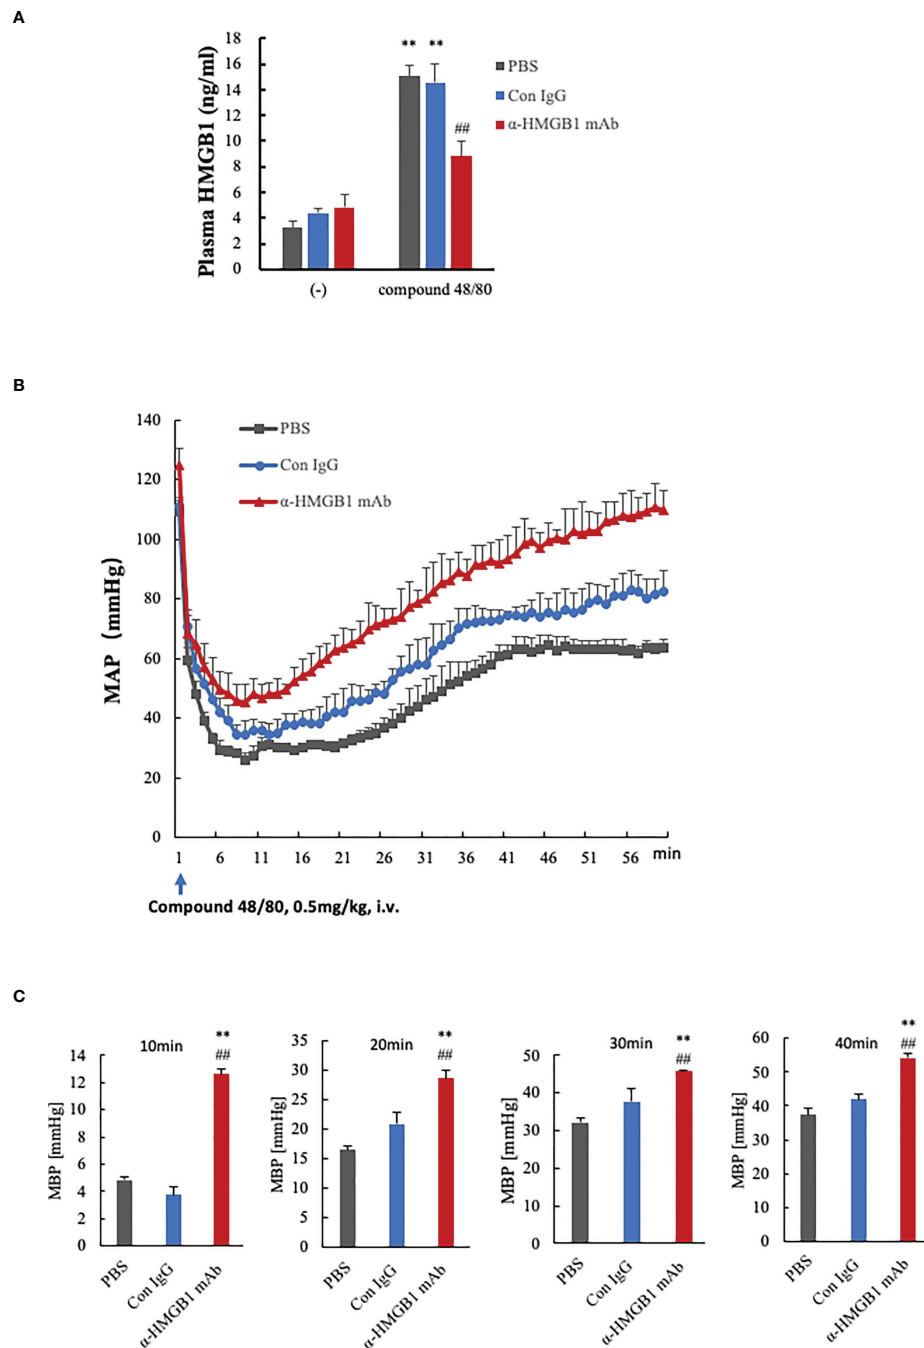 A
18
16
14
12
10
8
6
4
2
0
Plasma HMGB1 (ng/ml)
** **
##
PBS
Con IgG
α-HMGB1 mAb
(-) compound 48/80
B
140
120
100
80
60
40
20
0
MAP (mmHg)
PBS
Con IgG
α-HMGB1 mAb
1 6 11 16 21 26 31 36 41 46 51 56 min
Compound 48/80, 0.5mg/kg, i.v.
C
10min
**
##
14
12
10
8
6
4
2
0
MBP [mmHg]
PBS
Con IgG
α-HMGB1 mAb
20min
**
##
35
30
25
20
15
10
5
0
MBP [mmHg]
PBS
Con IgG
α-HMGB1 mAb
30min
**
##
50
40
30
20
10
0
MBP [mmHg]
PBS
Con IgG
α-HMGB1 mAb
40min
**
##
60
50
40
30
20
10
0
MBP [mmHg]
PBS
Con IgG
α-HMGB1 mAb